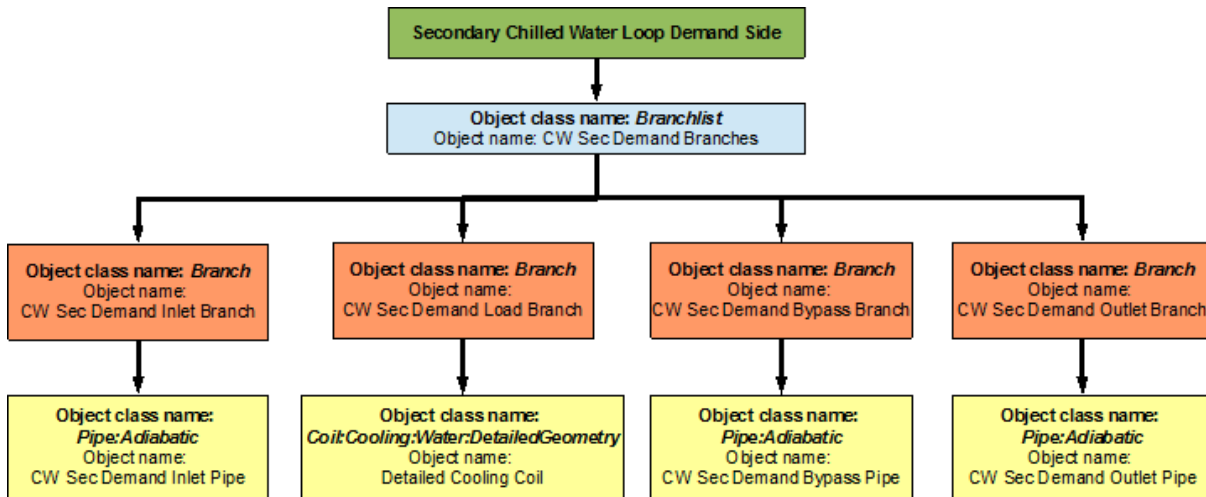 Secondary Chilled Water Loop Demand Side
Object class name: Branchlist
Object name: CW Sec Demand Branches
Object class name: Branch
Object name:
CW Sec Demand Inlet Branch
Object class name: Branch
Object name:
CW Sec Demand Load Branch
Object class name: Branch
Object name:
CW Sec Demand Bypass Branch
Object class name: Branch
Object name:
CW Sec Demand Outlet Branch
Object class name:
Pipe:Adiabatic
Object name:
CW Sec Demand Inlet Pipe
Object class name:
Coil:Cooling:Water:DetailedGeometry
Object name:
Detailed Cooling Coil
Object class name:
Pipe:Adiabatic
Object name:
CW Sec Demand Bypass Pipe
Object class name:
Pipe:Adiabatic
Object name:
CW Sec Demand Outlet Pipe